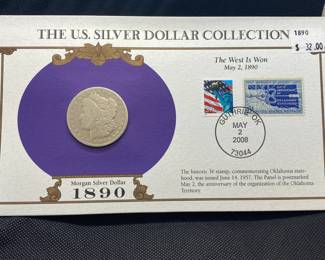 THE U.S. SILVER DOLLAR COLLECTION
1890
$ 32.00
The West Is Won
May 2, 1890
GUTHRIE, OK
MAY
2
2008
73044
The historic 3¢ stamp, commemorating Oklahoma state-
hood, was issued June 14, 1957. The Panel is postmarked
May 2, the anniversary of the organization of the Oklahoma
Territory.
Morgan Silver Dollar
1890